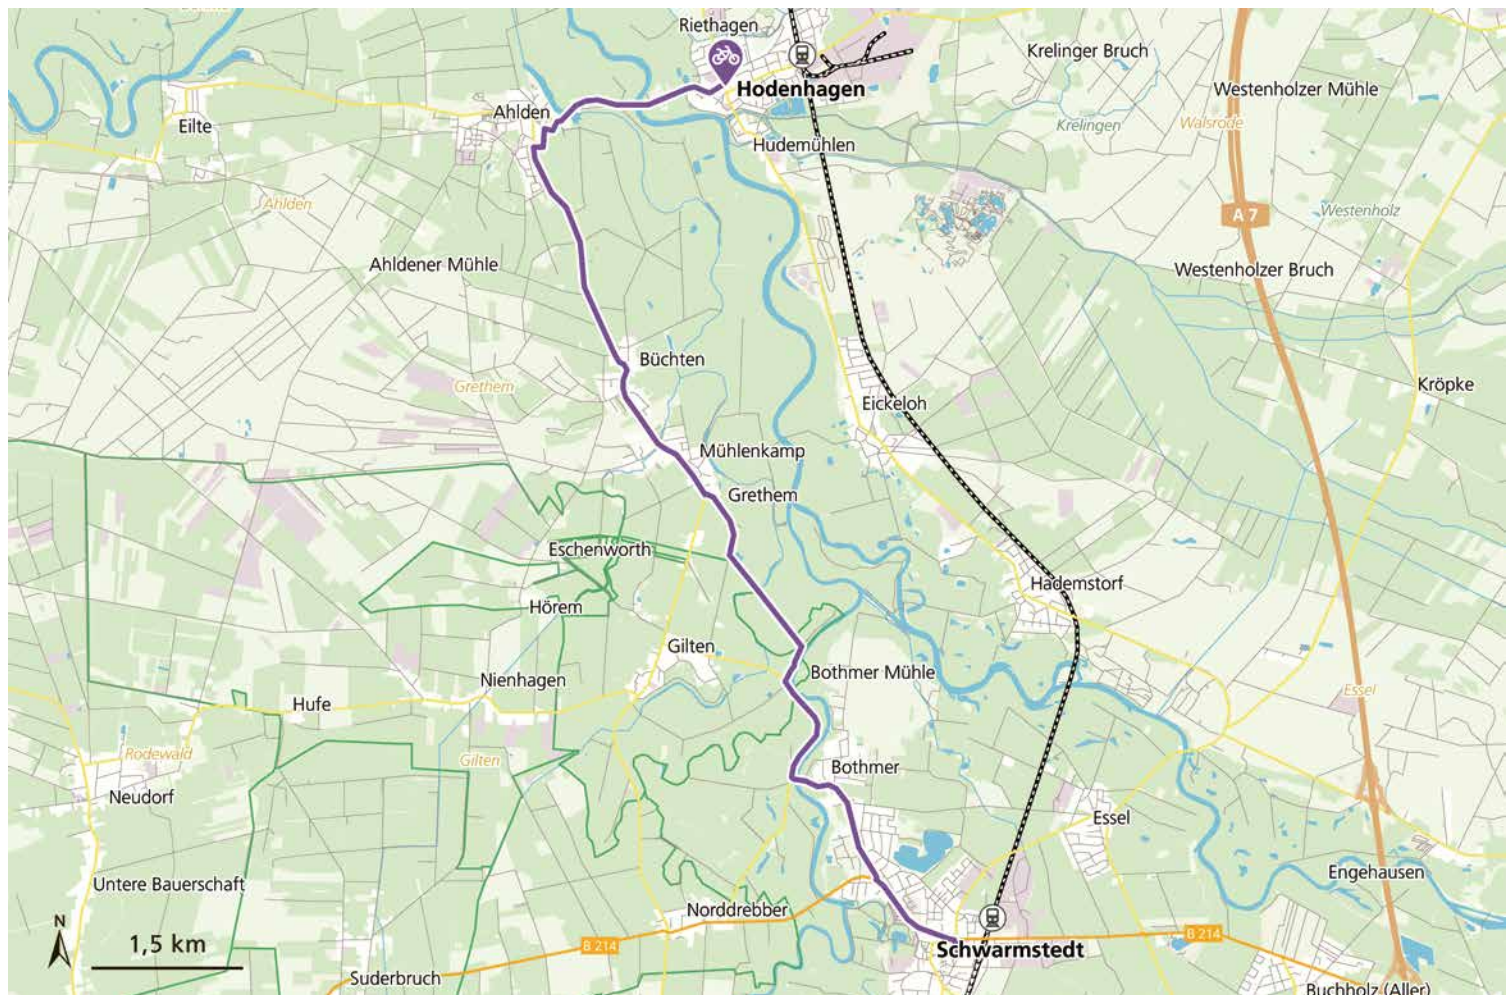 Riethagen
Krelinger Bruch
Hodenhagen
Westenholzer Mühle
Ahlden
Eilte
Krelingen
Walsrode
Hudemühlen
Ahlden
Westenholz
A 7
Ahldener Mühle
Westenholzer Bruch
Büchten
Grethem
Kröpke
Eickeloh
Mühlenkamp
Grethem
Eschenworth
Hademstorf
Hörem
Gilten
Bothmer Mühle
Nienhagen
Essel
Hufe
Rodewald
Gilten
Bothmer
Neudorf
Essel
Engehausen
Untere Bauerschaft
Norddrebber
N
1,5 km
B 214
B 214
Schwarmstedt
Suderbruch
Buchholz (Aller)